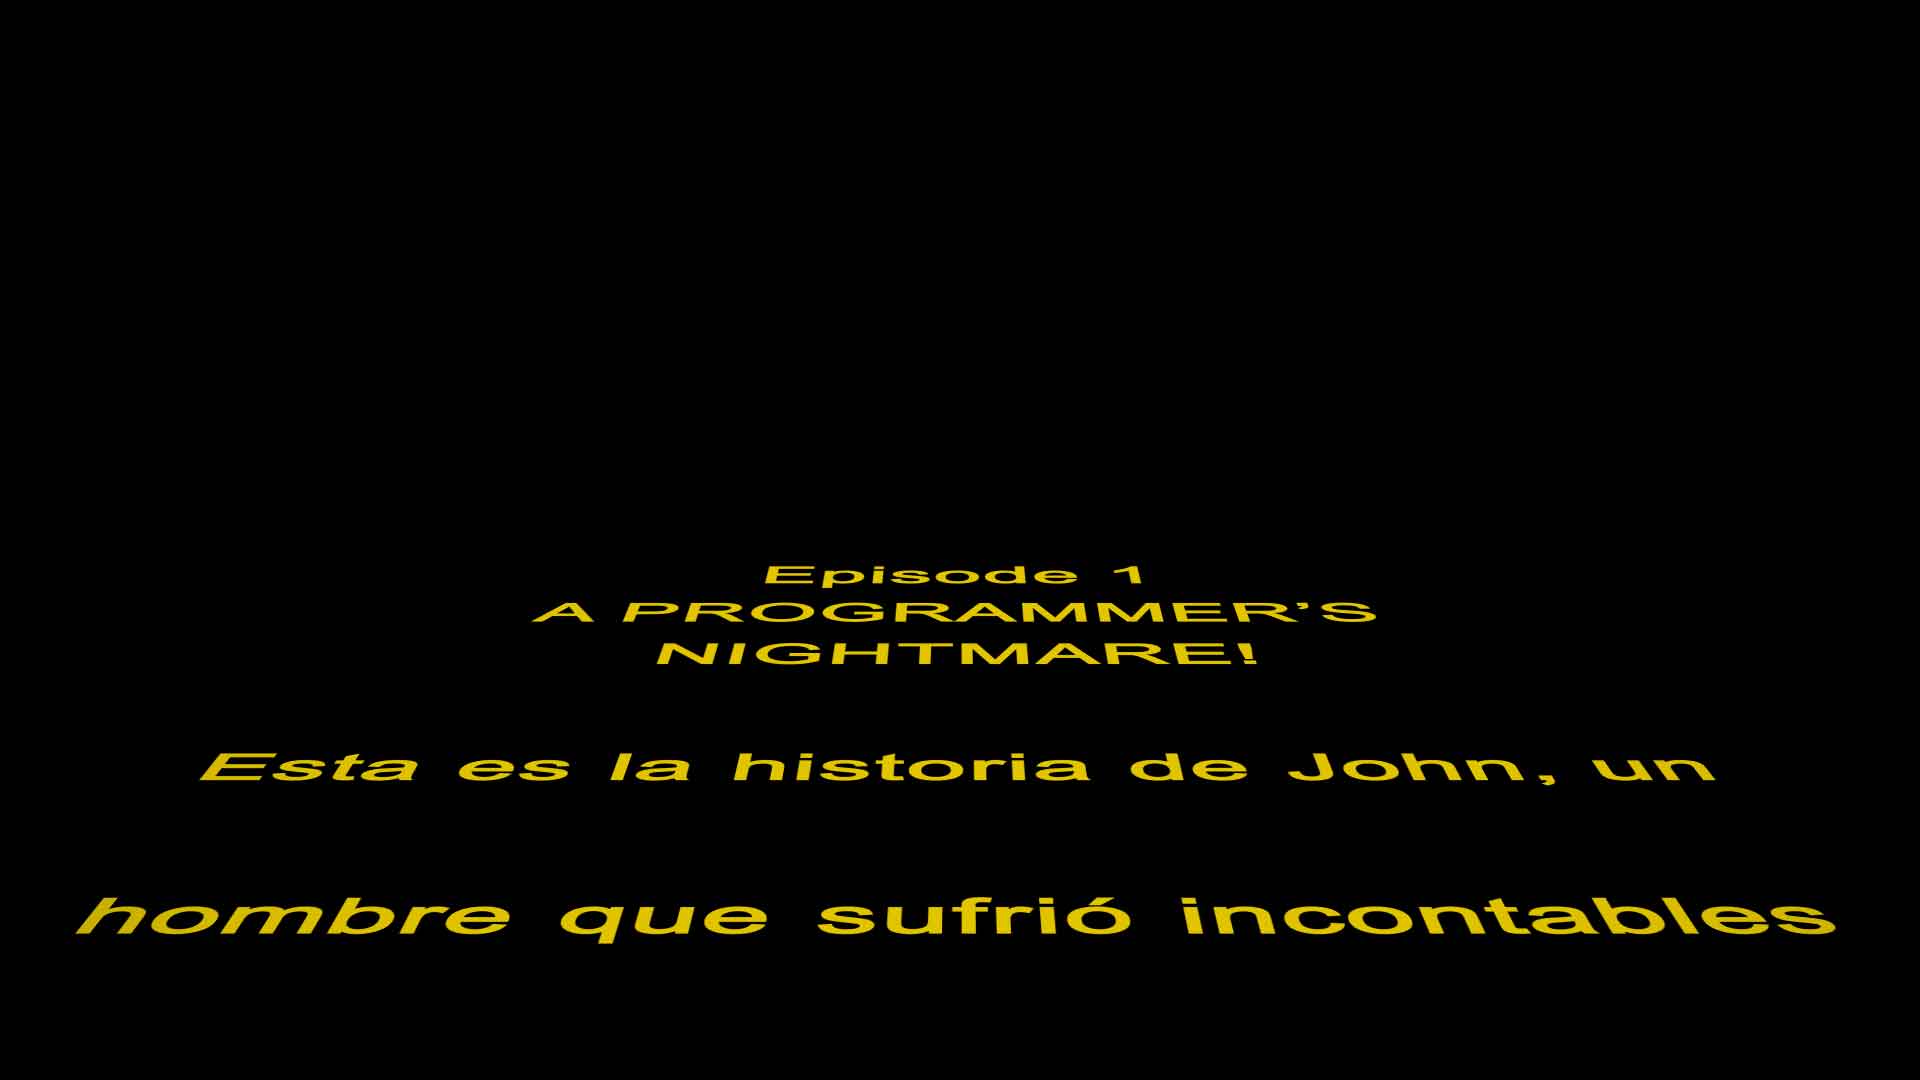 Episode 1
A PROGRAMMER’S
NIGHTMARE!
Esta es la historia de John, un
hombre que sufrió incontables